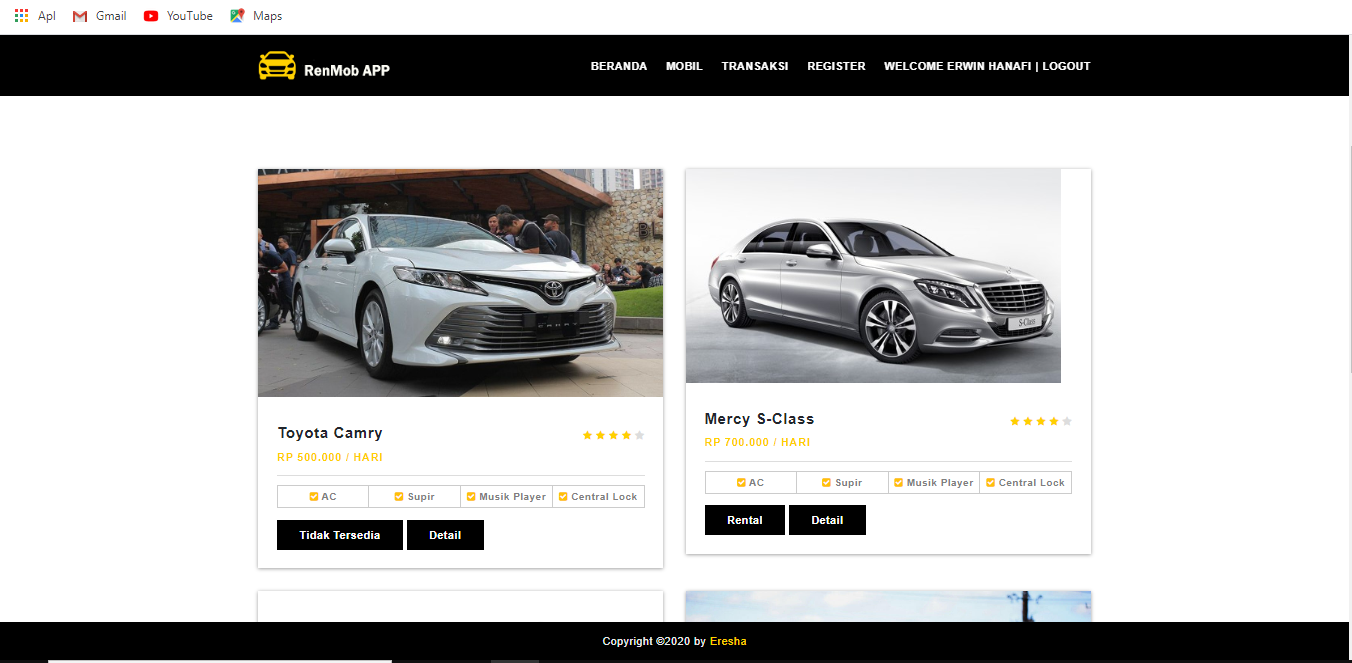 Apl Gmail YouTube Maps
RenMob APP
BERANDA MOBIL TRANSAKSI REGISTER WELCOME ERWIN HANAFI | LOGOUT
CAMRY
S-Class
Toyota Camry
RP 500.000 / HARI
AC Supir Musik Player Central Lock
Tidak Tersedia Detail
Mercy S-Class
RP 700.000 / HARI
AC Supir Musik Player Central Lock
Rental Detail
Copyright ©2020 by Eresha